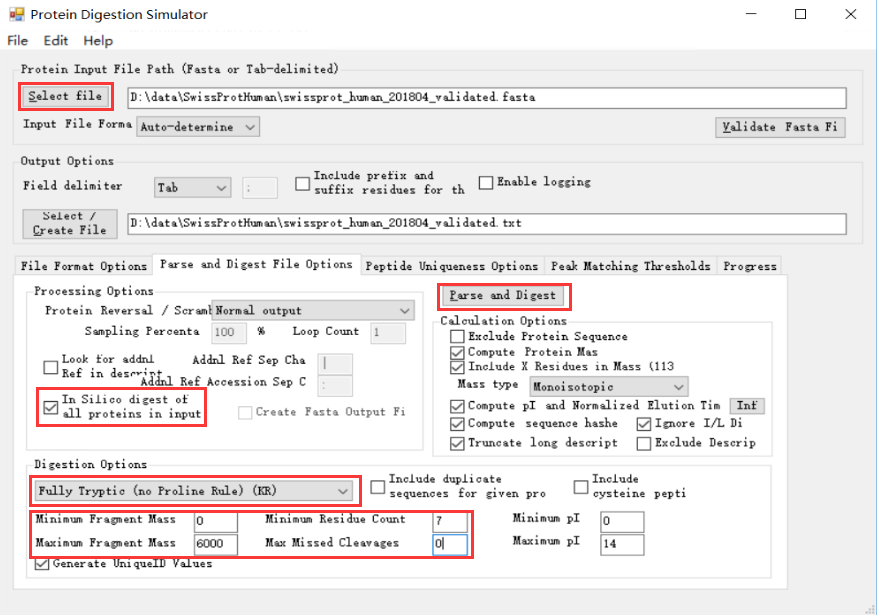 Protein Digestion Simulator
File Edit Help
Protein Input File Path (Fasta or Tab-delimited)
Select file D:\data\SwissProtHuman\swissprot_human_201804_validated.fasta
Input File Forma Auto-determine Validate Fasta Fi
Output Options
Field delimiter Tab ; Include prefix and suffix residues for th Enable logging
Select / Create File D:\data\SwissProtHuman\swissprot_human_201804_validated.txt
File Format Options Parse and Digest File Options Peptide Uniqueness Options Peak Matching Thresholds Progress
Processing Options
Protein Reversal / Scramb Normal output
Sampling Percenta 100 % Loop Count 1
Look for addnl Ref in descript
Addnl Ref Sep Cha |
Addnl Ref Accession Sep C :
In Silico digest of all proteins in input
Create Fasta Output Fi
Parse and Digest
Calculation Options
Exclude Protein Sequence
Compute Protein Mas
Include X Residues in Mass (113
Mass type Monoisotopic
Compute pI and Normalized Elution Tim Inf
Compute sequence hashe Ignore I/L Di
Truncate long descript Exclude Descrip
Digestion Options
Fully Tryptic (no Proline Rule) (KR)
Include duplicate sequences for given pro
Include cysteine pepti
Minimum Fragment Mass 0 Minimum Residue Count 7 Minimum pI 0
Maximum Fragment Mass 6000 Max Missed Cleavages 0 Maximum pI 14
Generate UniqueID Values